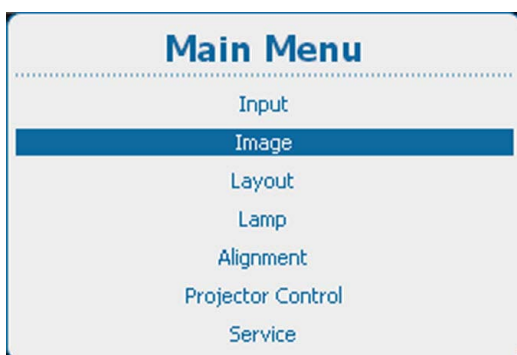 Main Menu
Input
Image
Layout
Lamp
Alignment
Projector Control
Service